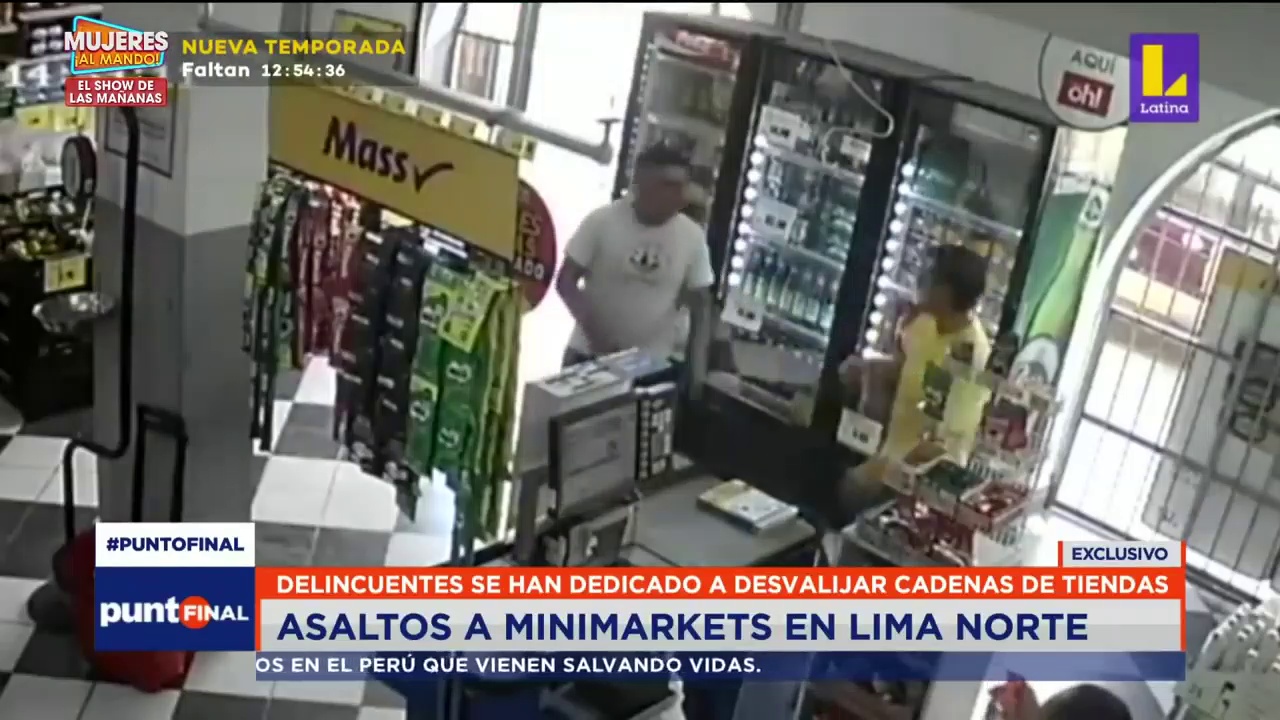 MUJERES
¡AL MANDO!
EL SHOW DE
LAS MAÑANAS
NUEVA TEMPORADA
Faltan 12:54:36
Mass
AQUÍ
oh!
Latina
#PUNTOFINAL
EXCLUSIVO
puntoFINAL
DELINCUENTES SE HAN DEDICADO A DESVALIJAR CADENAS DE TIENDAS
ASALTOS A MINIMARKETS EN LIMA NORTE
OS EN EL PERÚ QUE VIENEN SALVANDO VIDAS.